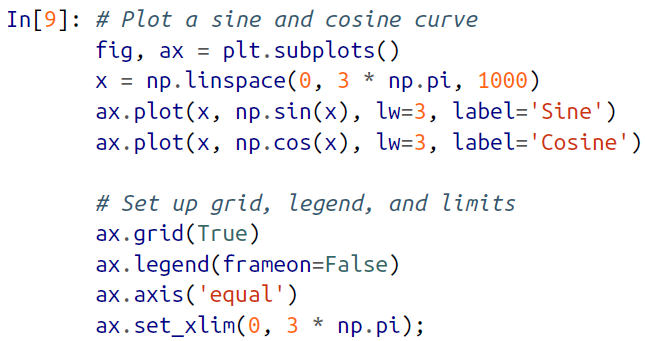 In[9]: # Plot a sine and cosine curve
fig, ax = plt.subplots()
x = np.linspace(0, 3 * np.pi, 1000)
ax.plot(x, np.sin(x), lw=3, label='Sine')
ax.plot(x, np.cos(x), lw=3, label='Cosine')
# Set up grid, legend, and limits
ax.grid(True)
ax.legend(frameon=False)
ax.axis('equal')
ax.set_xlim(0, 3 * np.pi);